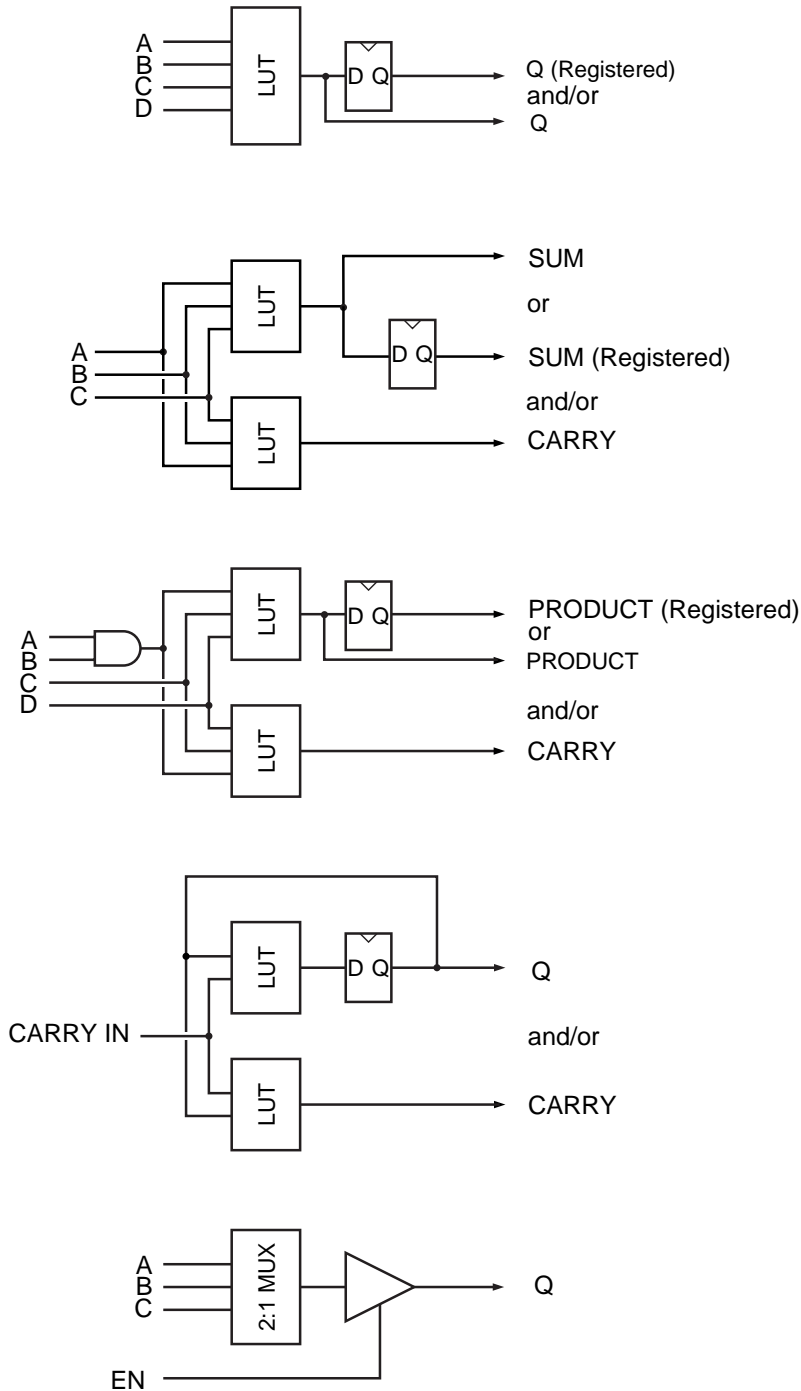 A
B
C
D
LUT
D Q
Q (Registered)
and/or
Q
A
B
C
LUT
LUT
D Q
SUM
or
SUM (Registered)
and/or
CARRY
A
B
C
D
LUT
LUT
D Q
PRODUCT (Registered)
or
PRODUCT
and/or
CARRY
CARRY IN
LUT
LUT
D Q
Q
and/or
CARRY
A
B
C
2:1 MUX
EN
Q